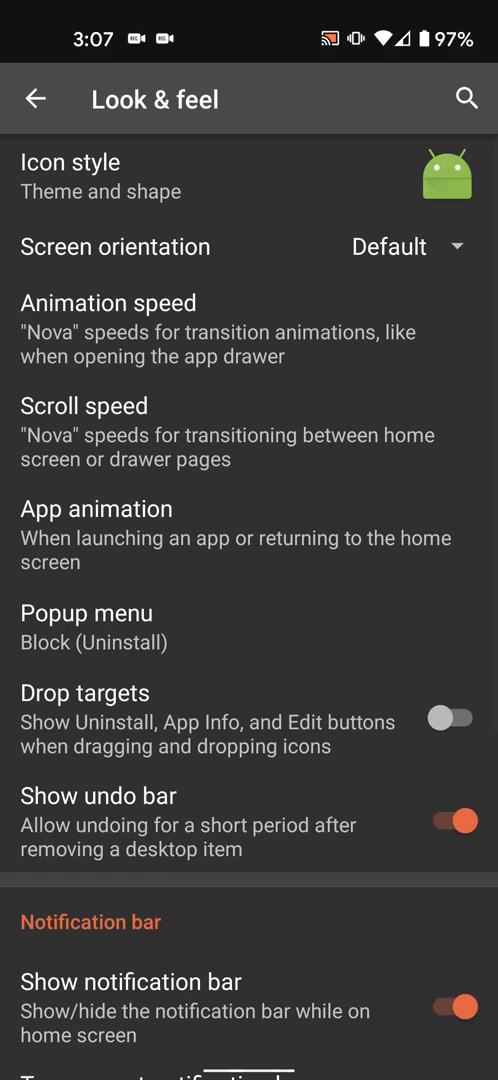 3:07
REC
REC
97%
Look & feel
Icon style
Theme and shape
Screen orientation
Default
Animation speed
"Nova" speeds for transition animations, like
when opening the app drawer
Scroll speed
"Nova" speeds for transitioning between home
screen or drawer pages
App animation
When launching an app or returning to the home
screen
Popup menu
Block (Uninstall)
Drop targets
Show Uninstall, App Info, and Edit buttons
when dragging and dropping icons
Show undo bar
Allow undoing for a short period after
removing a desktop item
Notification bar
Show notification bar
Show/hide the notification bar while on
home screen